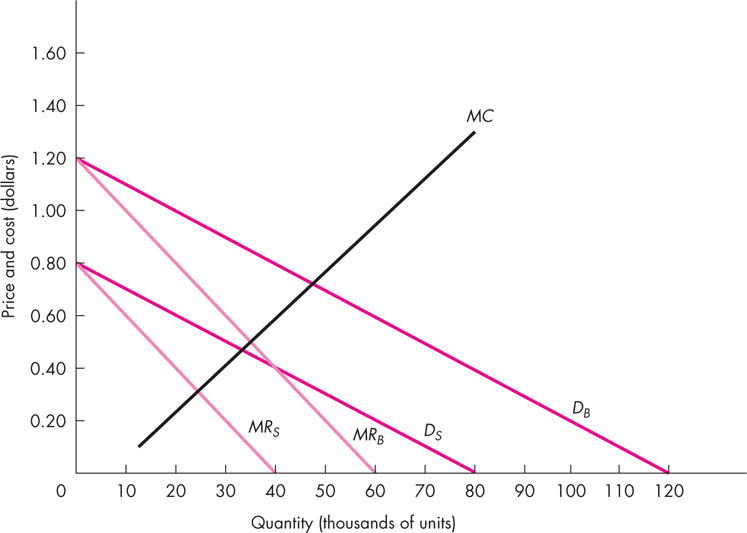 Price and cost (dollars)
1.60
1.40
1.20
1.00
0.80
0.60
0.40
0.20
MC
MR_S
MR_B
D_S
D_B
0 10 20 30 40 50 60 70 80 90 100 110 120
Quantity (thousands of units)